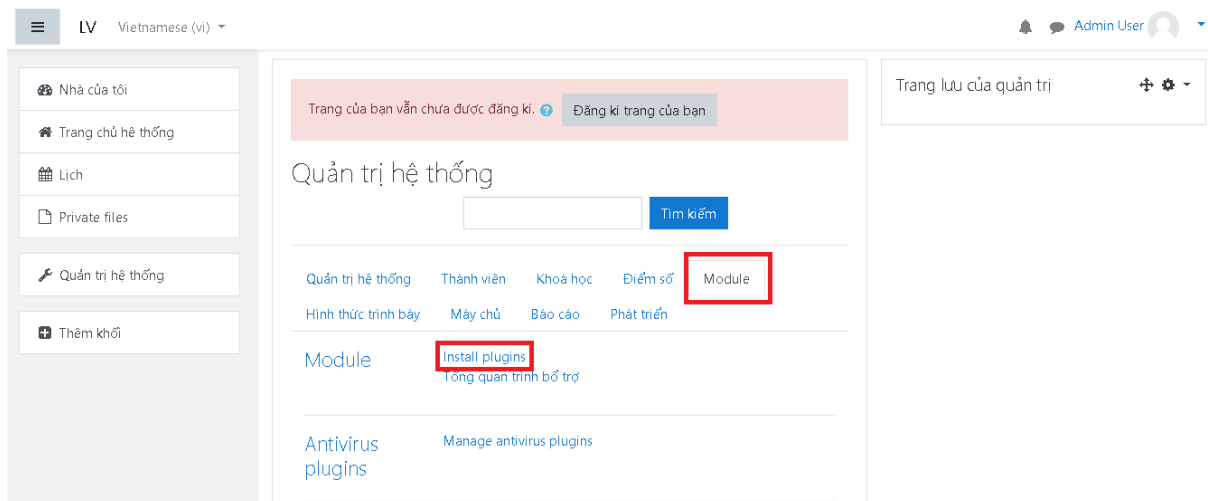 LV Vietnamese (vi)
Admin User
Nhà của tôi
Trang chủ hệ thống
Lịch
Private files
Quản trị hệ thống
Thêm khối
Trang của bạn vẫn chưa được đăng kí. Đăng kí trang của bạn
Quản trị hệ thống
Tìm kiếm
Quản trị hệ thống Thành viên Khoá học Điểm số Module
Hình thức trình bày Máy chủ Báo cáo Phát triển
Module
Install plugins
Tổng quan trình bổ trợ
Antivirus
plugins
Manage antivirus plugins
Trang lưu của quản trị